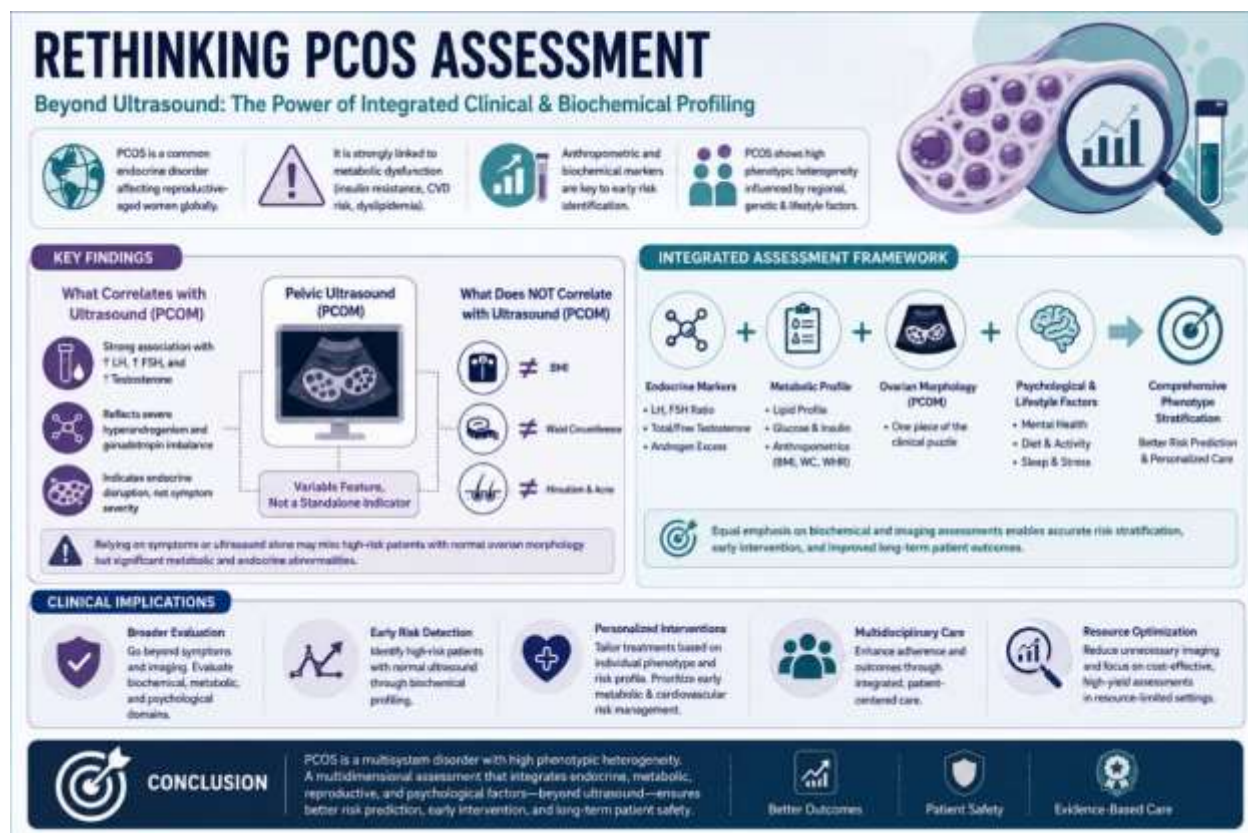 RETHINKING PCOS ASSESSMENT
Beyond Ultrasound: The Power of Integrated Clinical & Biochemical Profiling
PCOS is a common
endocrine disorder
affecting reproductive-
aged women globally.
It is strongly linked to
metabolic dysfunction
(insulin resistance, CVD
risk, dyslipidemia).
Anthropometric and
biochemical markers
are key to early risk
identification.
PCOS shows high
phenotypic heterogeneity
influenced by regional,
genetic & lifestyle factors.
KEY FINDINGS
What Correlates with
Ultrasound (PCOM)
Strong association with
↑ LH, ↑ FSH, and
↑ Testosterone
Reflects severe
hyperandrogenism and
gonadotropin imbalance
Indicates endocrine
disruption, not symptom
severity
Pelvic Ultrasound
(PCOM)
Variable Feature,
Not a Standalone Indicator
What Does NOT Correlate
with Ultrasound (PCOM)
≠ BMI
≠ Waist Circumference
≠ Hirsutism & Acne
Relying on symptoms or ultrasound alone may miss high-risk patients with normal ovarian morphology
but significant metabolic and endocrine abnormalities.
INTEGRATED ASSESSMENT FRAMEWORK
Endocrine Markers
• LH, FSH Ratio
• Total/Free Testosterone
• Androgen Excess
Metabolic Profile
• Lipid Profile
• Glucose & Insulin
• Anthropometrics
(BMI, WC, WHR)
Ovarian Morphology
(PCOM)
• One piece of the
clinical puzzle
Psychological &
Lifestyle Factors
• Mental Health
• Diet & Activity
• Sleep & Stress
Comprehensive
Phenotype
Stratification
Better Risk Prediction
& Personalized Care
Equal emphasis on biochemical and imaging assessments enables accurate risk stratification,
early intervention, and improved long-term patient outcomes.
CLINICAL IMPLICATIONS
Broader Evaluation
Go beyond symptoms
and imaging. Evaluate
biochemical, metabolic,
and psychological
domains.
Early Risk Detection
Identify high-risk patients
with normal ultrasound
through biochemical
profiling.
Personalized Interventions
Tailor treatments based on
individual phenotype and
risk profile. Prioritize early
metabolic & cardiovascular
risk management.
Multidisciplinary Care
Enhance adherence and
outcomes through
integrated, patient-
centered care.
Resource Optimization
Reduce unnecessary imaging
and focus on cost-effective,
high-yield assessments
in resource-limited settings.
CONCLUSION
PCOS is a multisystem disorder with high phenotypic heterogeneity.
A multidimensional assessment that integrates endocrine, metabolic,
reproductive, and psychological factors—beyond ultrasound—ensures
better risk prediction, early intervention, and long-term patient safety.
Better Outcomes
Patient Safety
Evidence-Based Care